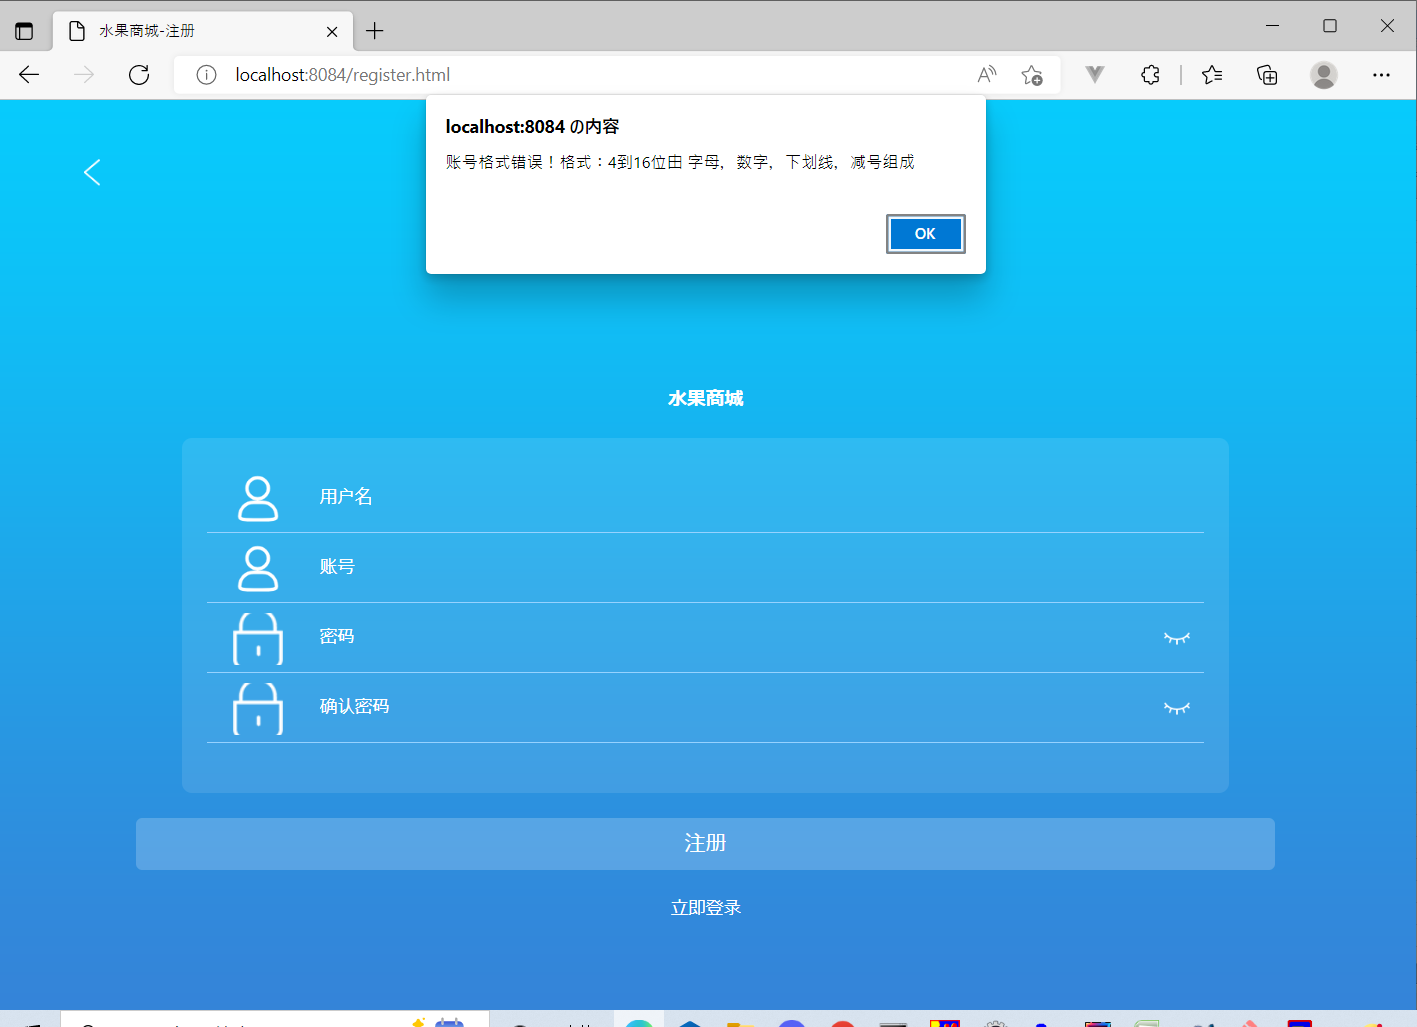 水果商城-注册
localhost:8084/register.html
localhost:8084 の内容
账号格式错误！格式：4到16位由 字母，数字，下划线，减号组成
OK
水果商城
用户名
账号
密码
确认密码
注册
立即登录